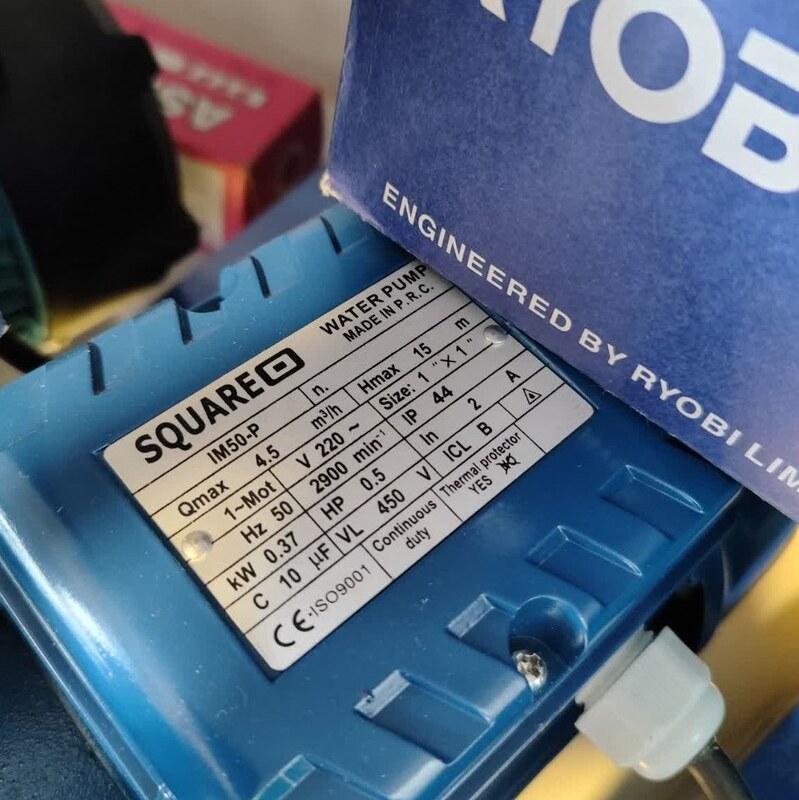 RYOBI
ENGINEERED BY RYOBI LIM
SQUARE
WATER PUMP
MADE IN P.R.C.
IM50-P n.
Qmax 4.5 m³/h Hmax 15 m
1~Mot V 220 ~ Size: 1" × 1"
Hz 50 2900 min⁻¹ IP 44
kW 0.37 HP 0.5 In 2 A
C 10 µF VL 450 V ICL B
CE·ISO9001 Continuous duty Thermal protector YES